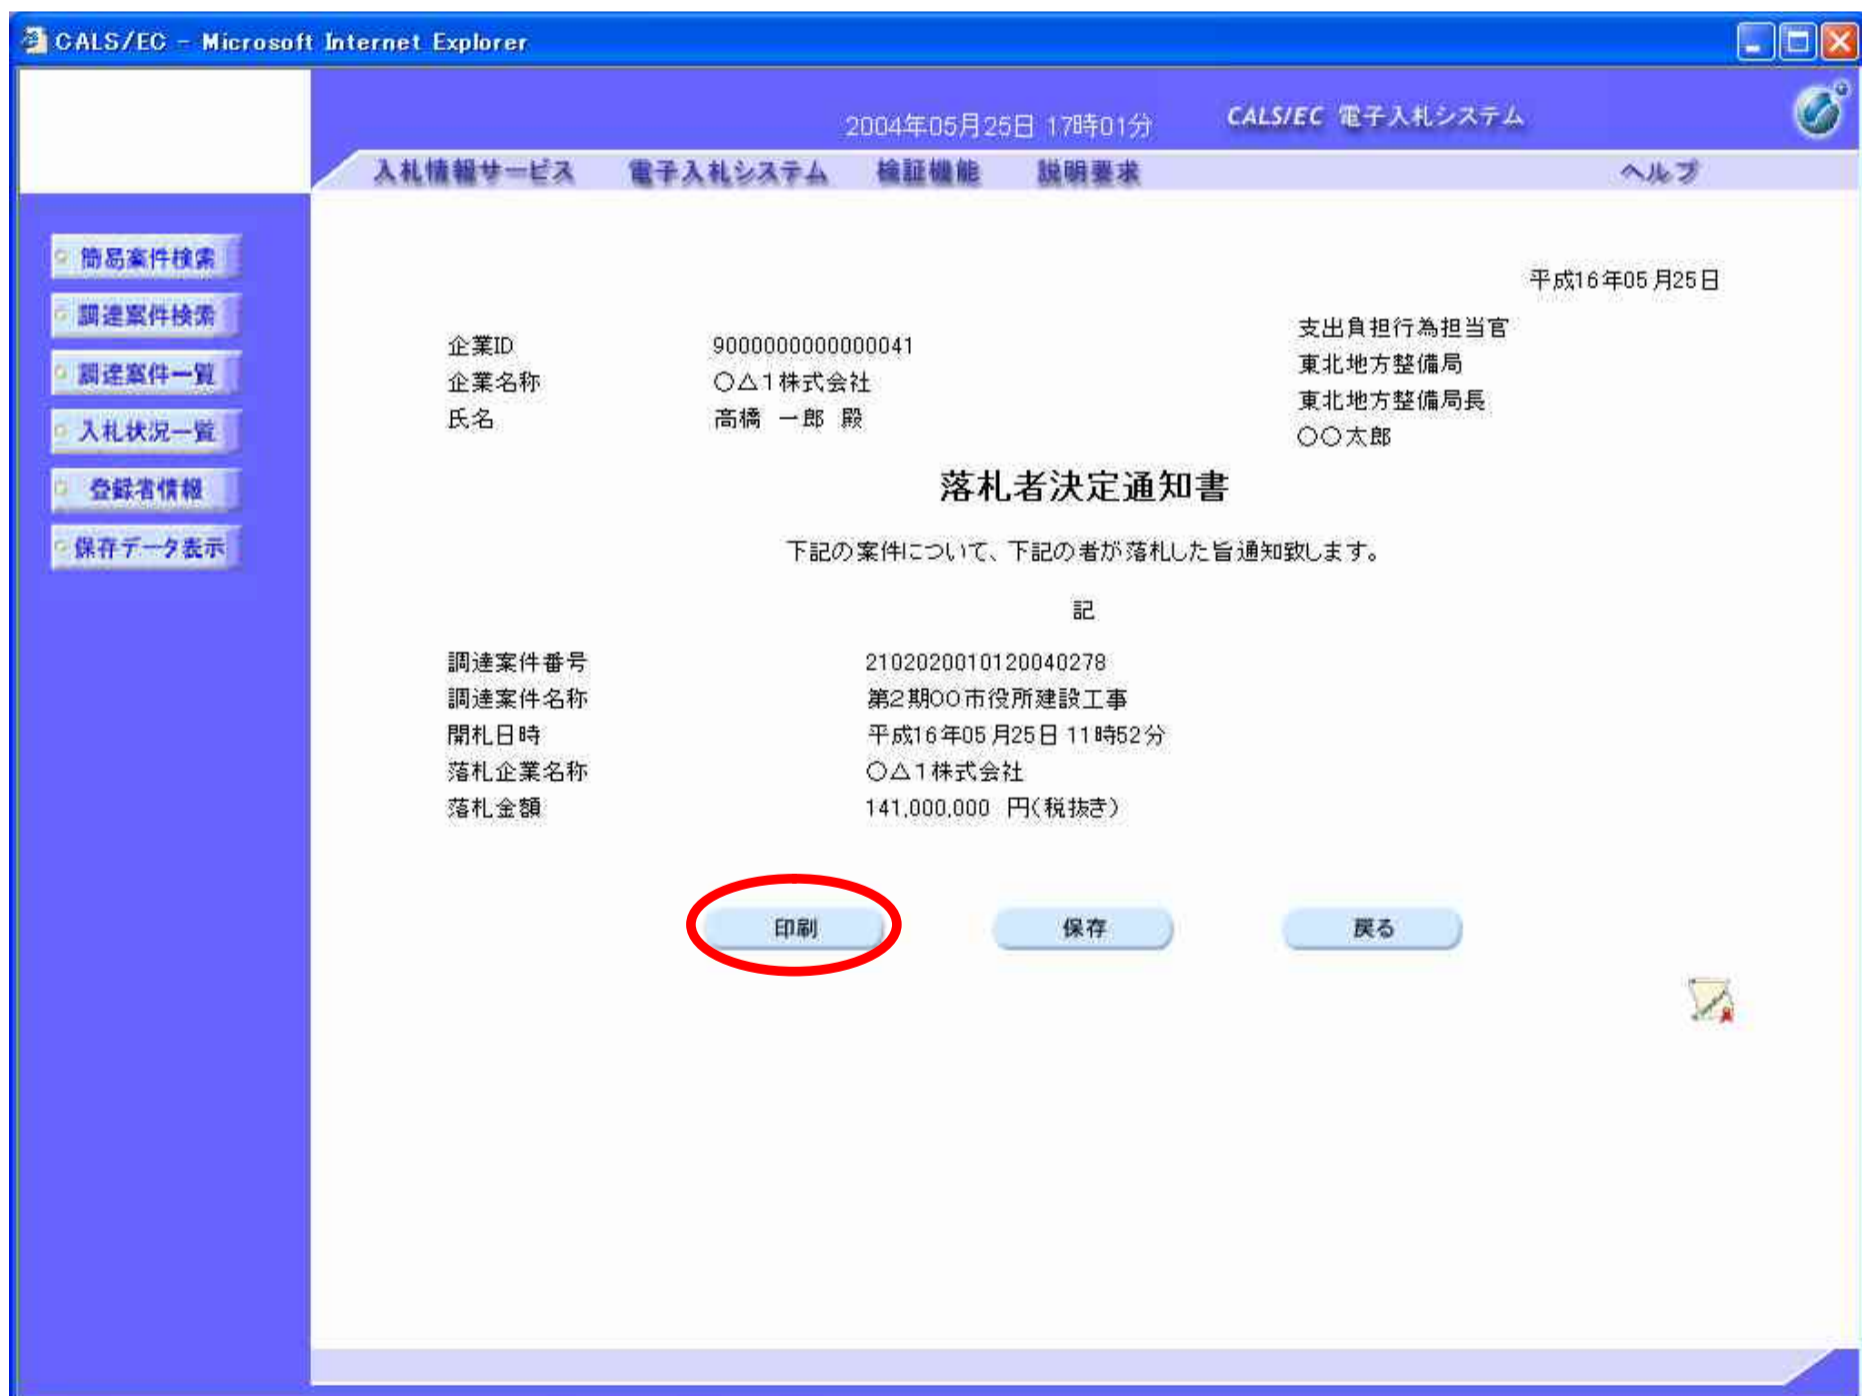 CALS/EC - Microsoft Internet Explorer
2004年05月25日 17時01分
CALS/EC 電子入札システム
入札情報サービス 電子入札システム 検証機能 説明要求 ヘルプ
簡易案件検索
調達案件検索
調達案件一覧
入札状況一覧
登録者情報
保存データ表示
平成16年05月25日
支出負担行為担当官
東北地方整備局
東北地方整備局長
〇〇太郎
企業ID 9000000000000041
企業名称 〇△1株式会社
氏名 高橋 一郎 殿
落札者決定通知書
下記の案件について、下記の者が落札した旨通知致します。
記
調達案件番号 2102020010120040278
調達案件名称 第2期〇〇市役所建設工事
開札日時 平成16年05月25日 11時52分
落札企業名称 〇△1株式会社
落札金額 141,000,000 円(税抜き)
印刷 保存 戻る